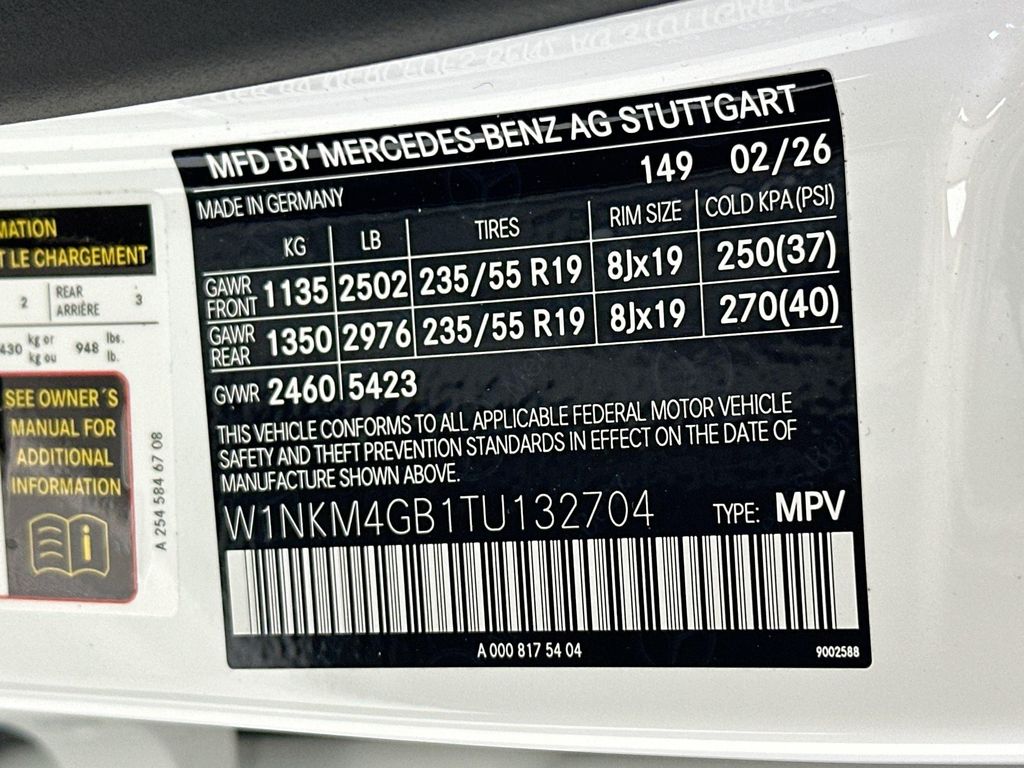 MATION
T LE CHARGEMENT
2 REAR ARRIÈRE 3
430 kg or kg ou 948 lbs. lb.
SEE OWNER´S
MANUAL FOR
ADDITIONAL
INFORMATION
i
A 254 584 67 08
MFD BY MERCEDES-BENZ AG STUTTGART
149 02/26
MADE IN GERMANY
KG LB TIRES RIM SIZE COLD KPA (PSI)
GAWR FRONT 1135 2502 235/55 R19 8Jx19 250(37)
GAWR REAR 1350 2976 235/55 R19 8Jx19 270(40)
GVWR 2460 5423
THIS VEHICLE CONFORMS TO ALL APPLICABLE FEDERAL MOTOR VEHICLE
SAFETY AND THEFT PREVENTION STANDARDS IN EFFECT ON THE DATE OF
MANUFACTURE SHOWN ABOVE.
W1NKM4GB1TU132704 TYPE: MPV
A 000 817 54 04
9002588